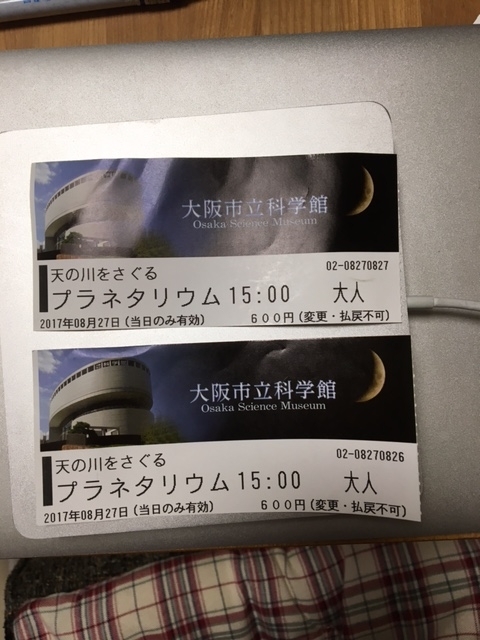 大阪市立科学館
Osaka Science Museum
02-08270827
天の川をさぐる
プラネタリウム 15:00 大人
2017年08月27日 (当日のみ有効) 600円 (変更・払戻不可)
大阪市立科学館
Osaka Science Museum
02-08270826
天の川をさぐる
プラネタリウム 15:00 大人
2017年08月27日 (当日のみ有効) 600円 (変更・払戻不可)